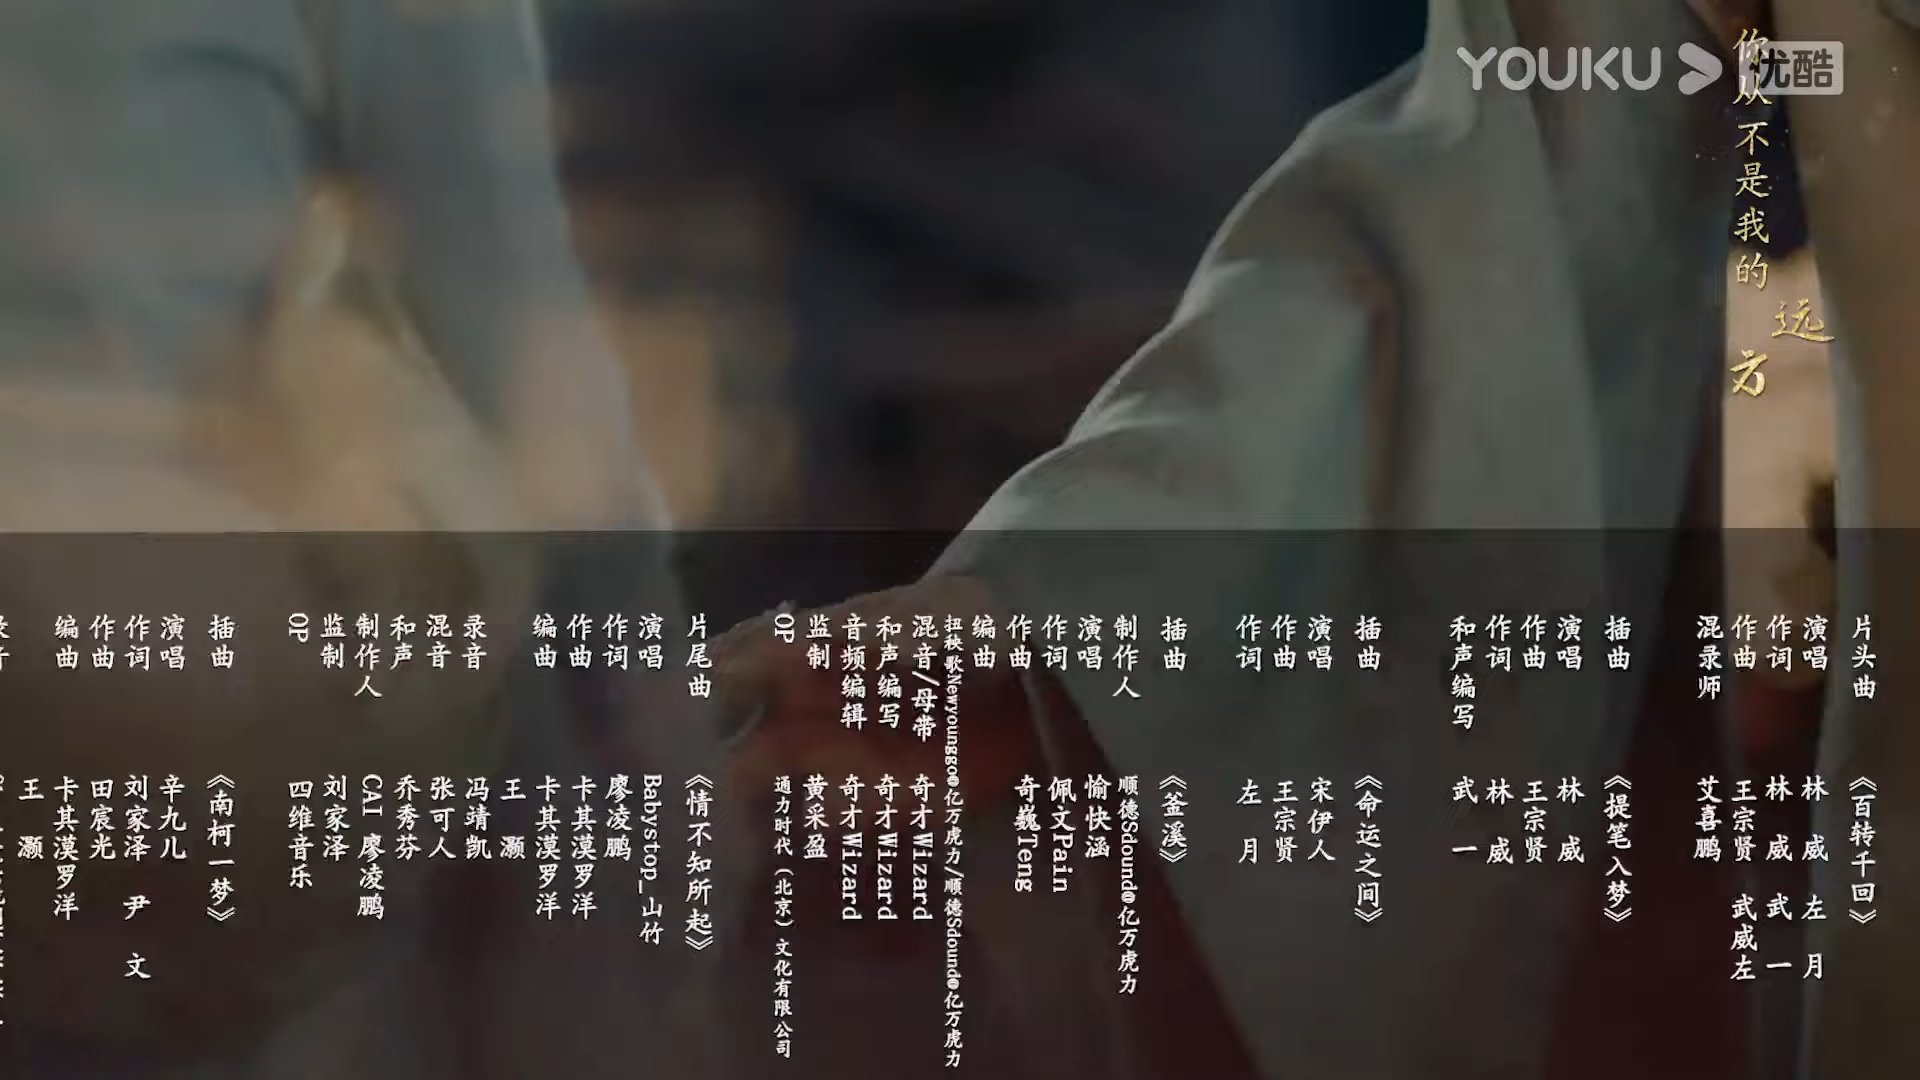 YOUKU 优酷
你从不是我的
远方
片头曲 《百转千回》
演唱 林威 左月
作词 林威 武一
作曲 王宗贤 武威左
混录师 艾喜鹏
插曲 《提笔入梦》
演唱 林威
作曲 王宗贤
作词 林威
和声编写 武一
插曲 《命运之间》
演唱 宋伊人
作曲 王宗贤
作词 左月
插曲 《釜溪》
制作人 顺德Sdound@亿万虎力
演唱 愉快涵
作词 佩文Pain
作曲 奇巍Teng
编曲 扭秧歌Newyounggo@亿万虎力/顺德Sdound@亿万虎力
混音/母带 奇才Wizard
和声编写 奇才Wizard
音频编辑 奇才Wizard
监制 黄采盈
OP 通力时代（北京）文化有限公司
片尾曲 《情不知所起》
演唱 Babystop_山竹
作词 廖凌鹏
作曲 卡其漠罗洋
编曲 卡其漠罗洋
王灏
录音 冯靖凯
混音 张可人
和声 乔秀芬
制作人 CAI 廖凌鹏
监制 刘家泽
OP 四维音乐
插曲 《南柯一梦》
演唱 辛九儿
作词 刘家泽 尹文
作曲 田宸光
编曲 卡其漠罗洋
王灏